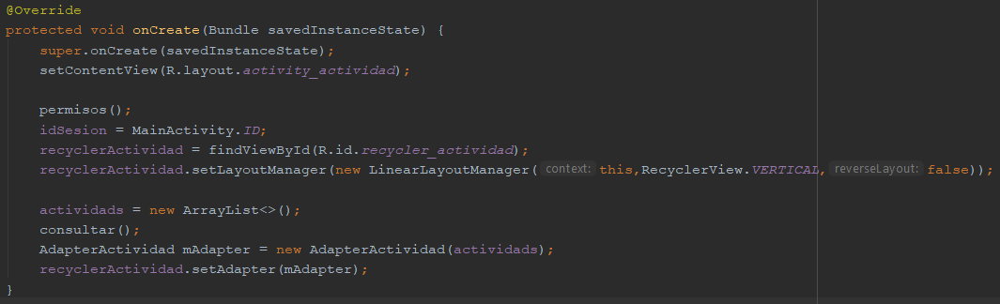 @Override
protected void onCreate(Bundle savedInstanceState) {
super.onCreate(savedInstanceState);
setContentView(R.layout.activity_actividad);
permisos();
idSesion = MainActivity.ID;
recyclerActividad = findViewById(R.id.recycler_actividad);
recyclerActividad.setLayoutManager(new LinearLayoutManager( context: this,RecyclerView.VERTICAL, reverseLayout: false));
actividads = new ArrayList<>();
consultar();
AdapterActividad mAdapter = new AdapterActividad(actividads);
recyclerActividad.setAdapter(mAdapter);
}